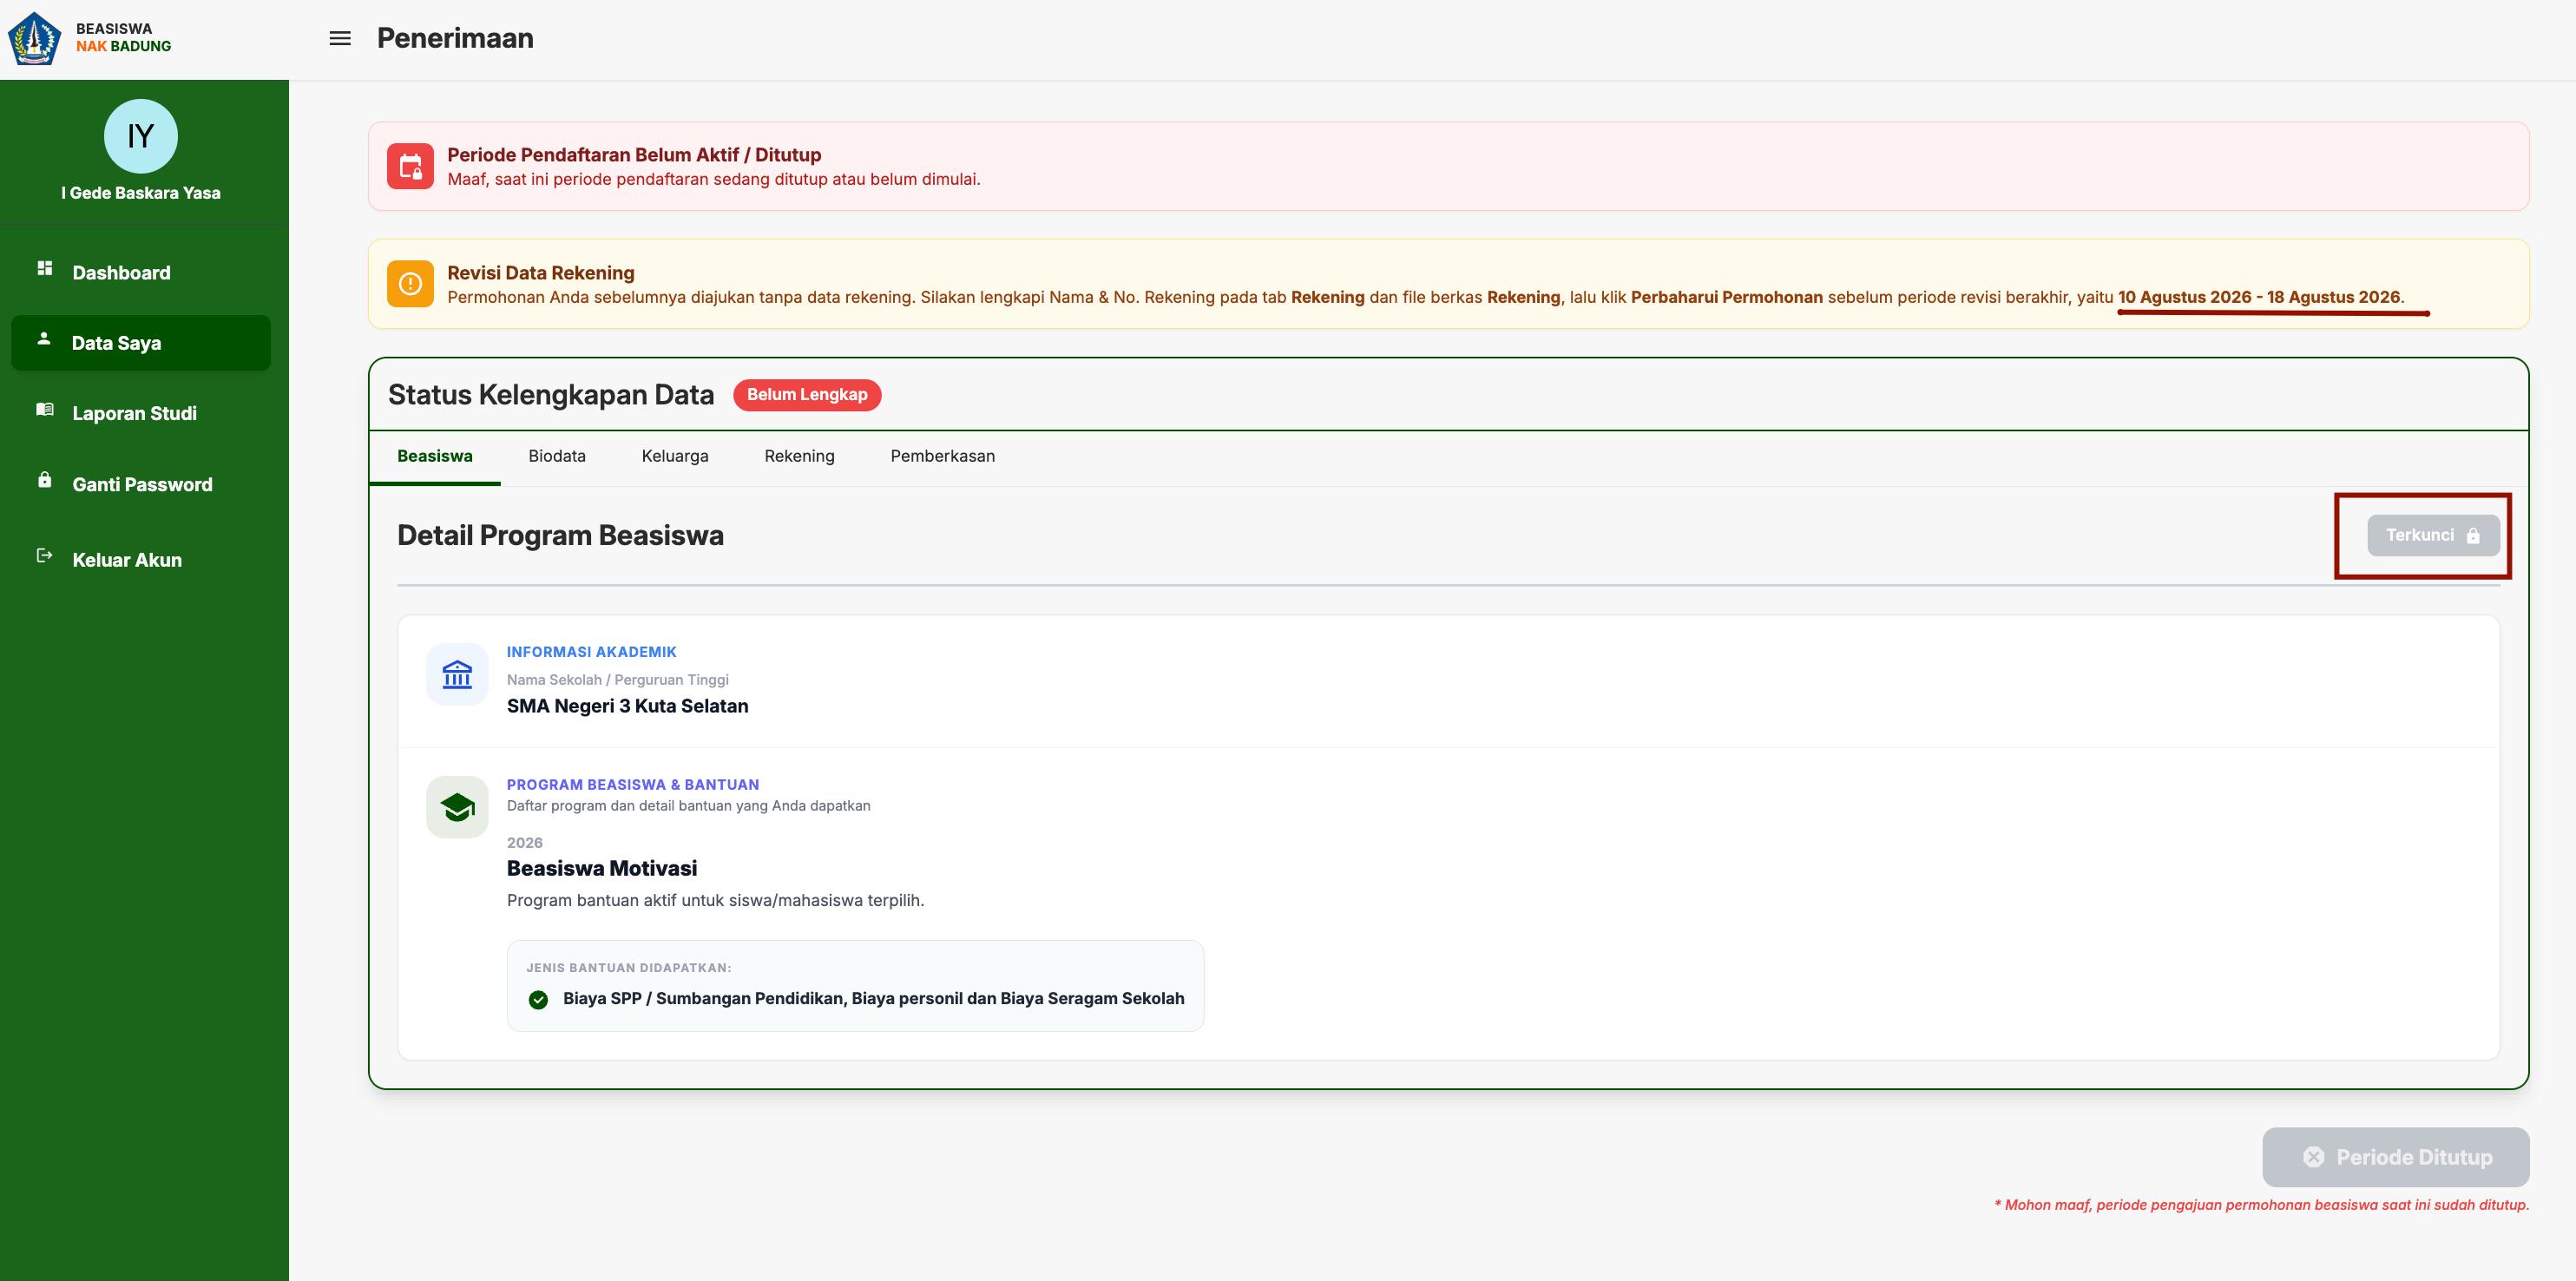 BEASISWA
NAK BADUNG
Penerimaan
IY
I Gede Baskara Yasa
Dashboard
Data Saya
Laporan Studi
Ganti Password
Keluar Akun
Periode Pendaftaran Belum Aktif / Ditutup
Maaf, saat ini periode pendaftaran sedang ditutup atau belum dimulai.
Revisi Data Rekening
Permohonan Anda sebelumnya diajukan tanpa data rekening. Silakan lengkapi Nama & No. Rekening pada tab Rekening dan file berkas Rekening, lalu klik Perbaharui Permohonan sebelum periode revisi berakhir, yaitu 10 Agustus 2026 - 18 Agustus 2026.
Status Kelengkapan Data Belum Lengkap
Beasiswa Biodata Keluarga Rekening Pemberkasan
Detail Program Beasiswa
Terkunci
INFORMASI AKADEMIK
Nama Sekolah / Perguruan Tinggi
SMA Negeri 3 Kuta Selatan
PROGRAM BEASISWA & BANTUAN
Daftar program dan detail bantuan yang Anda dapatkan
2026
Beasiswa Motivasi
Program bantuan aktif untuk siswa/mahasiswa terpilih.
JENIS BANTUAN DIDAPATKAN:
Biaya SPP / Sumbangan Pendidikan, Biaya personil dan Biaya Seragam Sekolah
Periode Ditutup
* Mohon maaf, periode pengajuan permohonan beasiswa saat ini sudah ditutup.